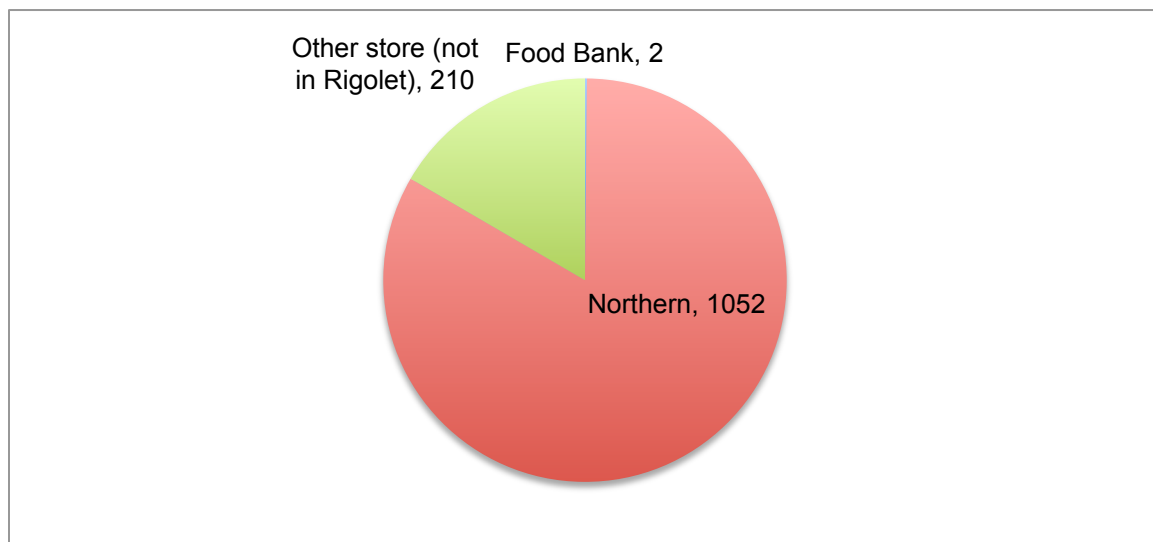 Other store (not
in Rigolet), 210
Food Bank, 2
Northern, 1052